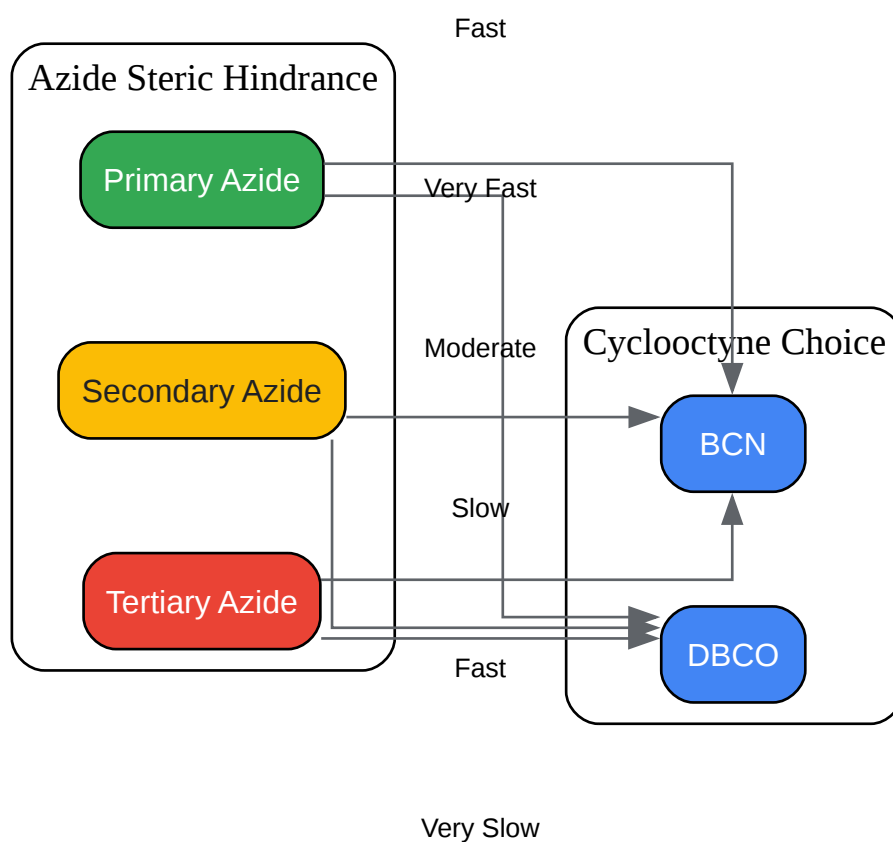 Fast
Azide Steric Hindrance
Primary Azide
Very Fast
Moderate
Cyclooctyne Choice
Secondary Azide
BCN
Slow
Tertiary Azide
DBCO
Fast
Very Slow